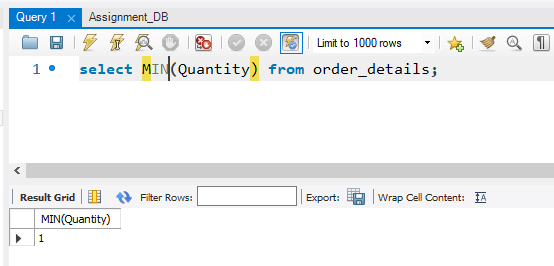 Query 1 × Assignment_DB
Limit to 1000 rows
1 select MIN(Quantity) from order_details;
Result Grid Filter Rows: Export: Wrap Cell Content: IA
MIN(Quantity)
1